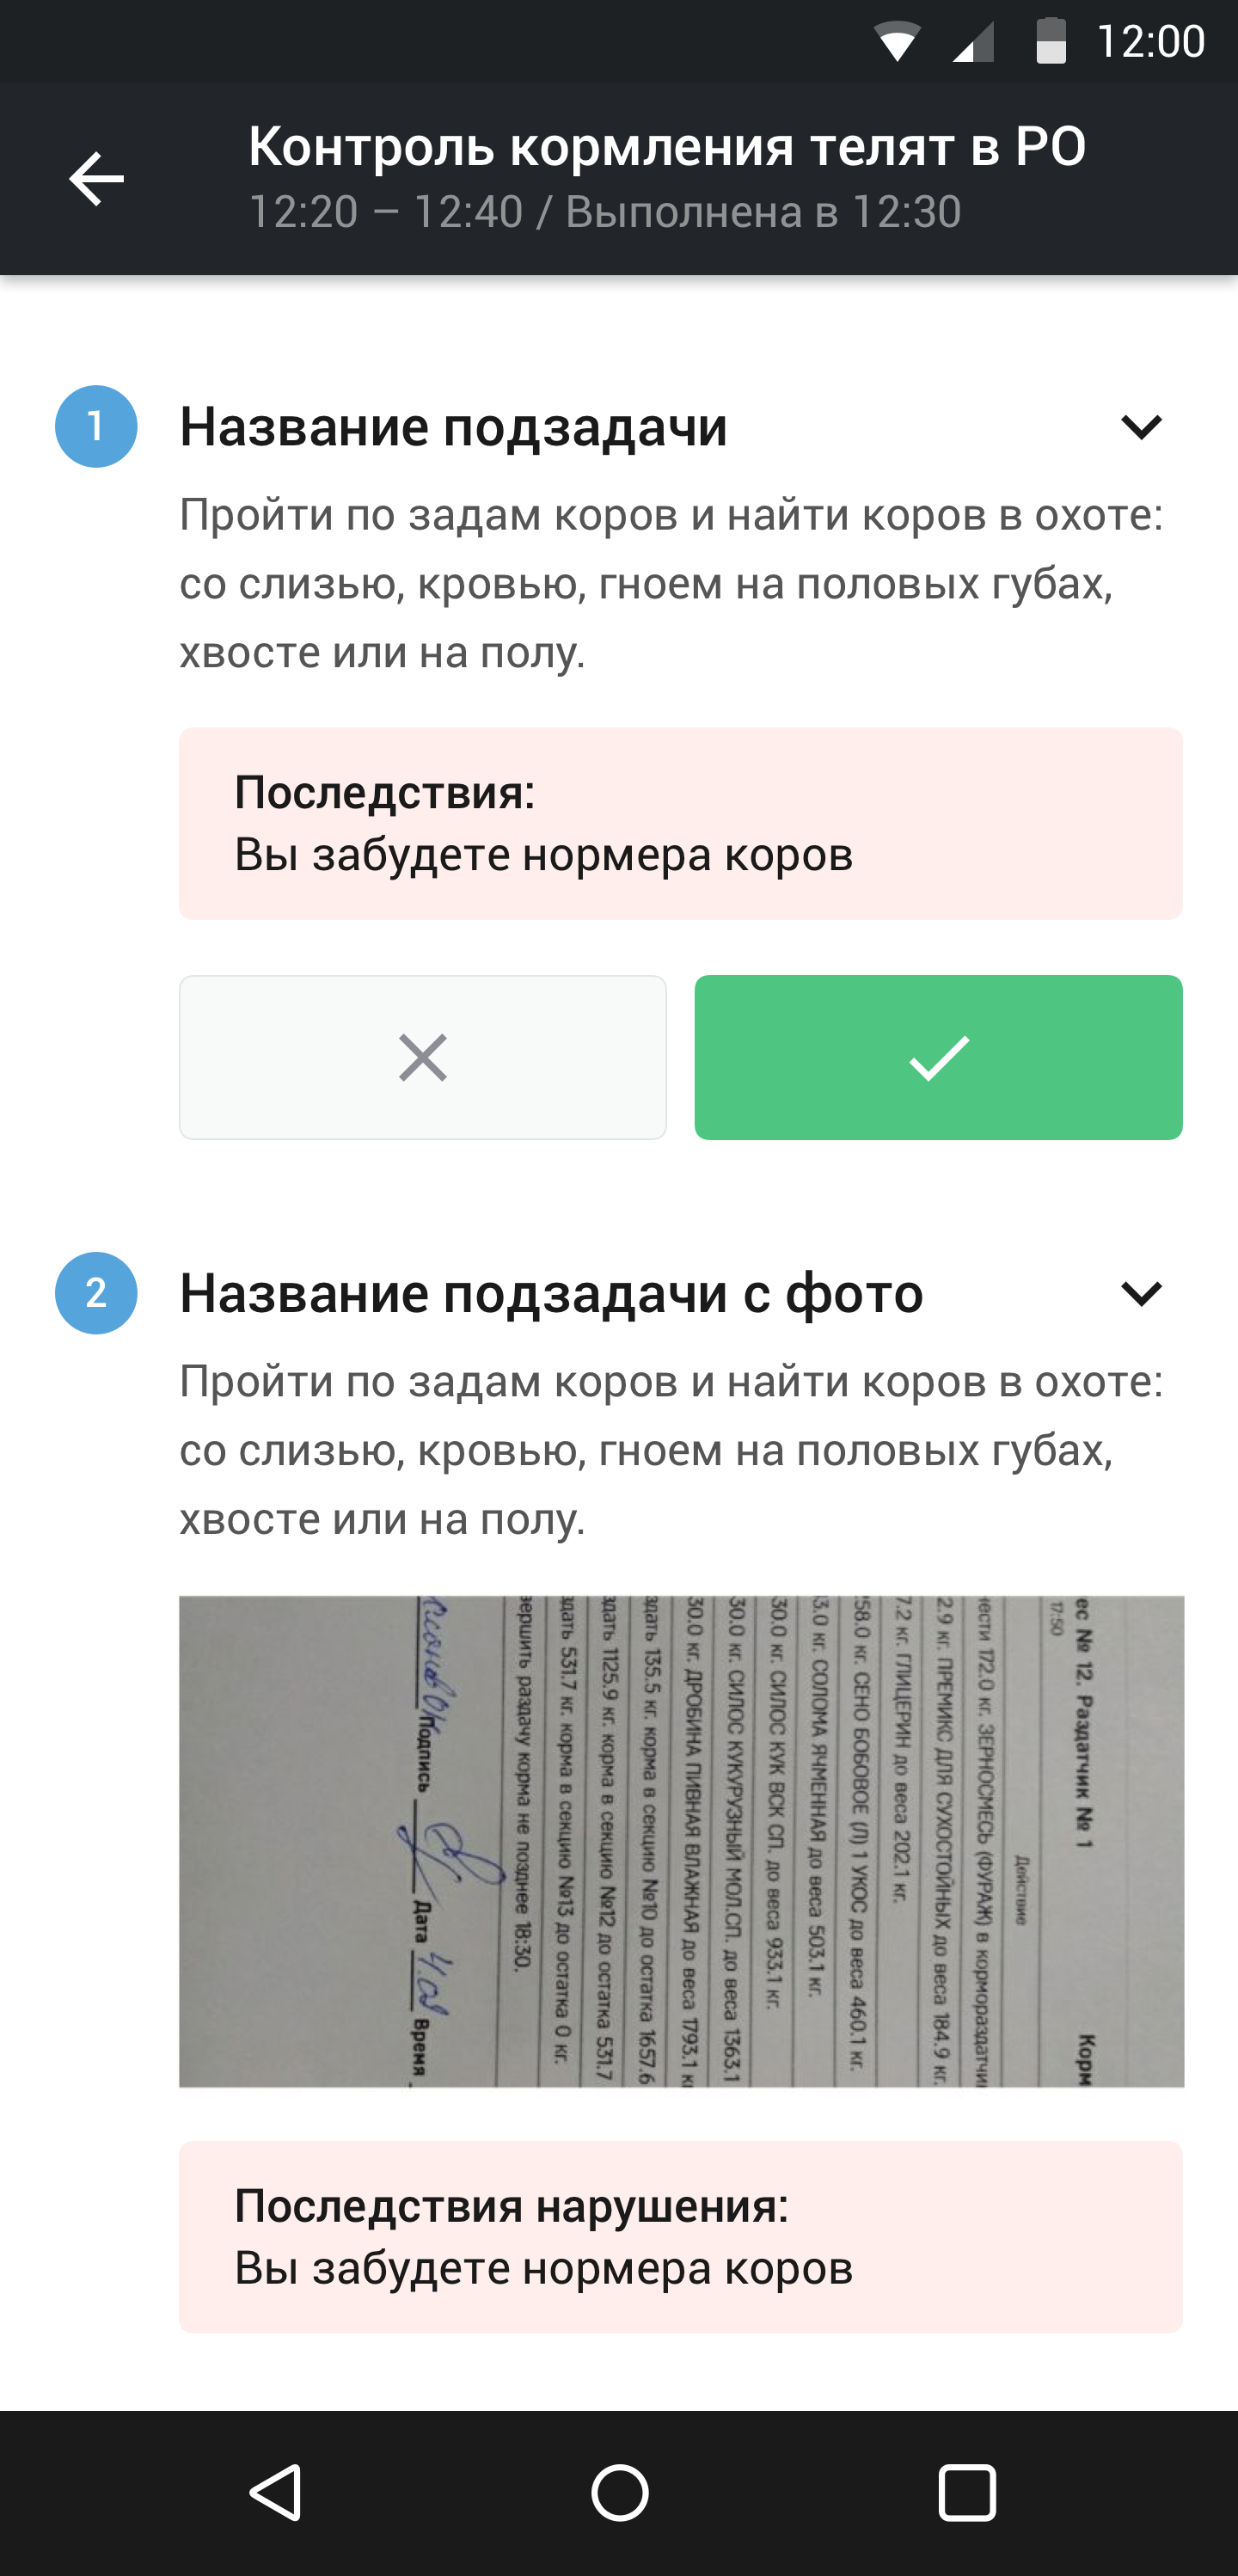 12:00
Контроль кормления телят в РО
12:20 – 12:40 / Выполнена в 12:30
1
Название подзадачи
Пройти по задам коров и найти коров в охоте:
со слизью, кровью, гноем на половых губах,
хвосте или на полу.
Последствия:
Вы забудете нормера коров
2
Название подзадачи с фото
Пройти по задам коров и найти коров в охоте:
со слизью, кровью, гноем на половых губах,
хвосте или на полу.
ес № 12. Раздатчик № 1 Корм
17:50
Действие
нести 172.0 кг. ЗЕРНОСМЕСЬ (ФУРАЖ) в кормораздатчи
2.9 кг. ПРЕМИКС ДЛЯ СУХОСТОЙНЫХ до веса 184.9 кг.
7.2 кг. ГЛИЦЕРИН до веса 202.1 кг.
58.0 кг. СЕНО БОБОВОЕ (Л) 1 УКОС до веса 460.1 кг.
3.0 кг. СОЛОМА ЯЧМЕННАЯ до веса 503.1 кг.
30.0 кг. СИЛОС КУК ВСК СП. до веса 933.1 кг.
30.0 кг. СИЛОС КУКУРУЗНЫЙ МОЛ.СП. до веса 1363.1
30.0 кг. ДРОБИНА ПИВНАЯ ВЛАЖНАЯ до веса 1793.1 кг
здать 135.5 кг. корма в секцию №10 до остатка 1657.6
здать 1125.9 кг. корма в секцию №12 до остатка 531.7
здать 531.7 кг. корма в секцию №13 до остатка 0 кг.
вершить раздачу корма не позднее 18:30.
Подпись Дата Время
Последствия нарушения:
Вы забудете нормера коров